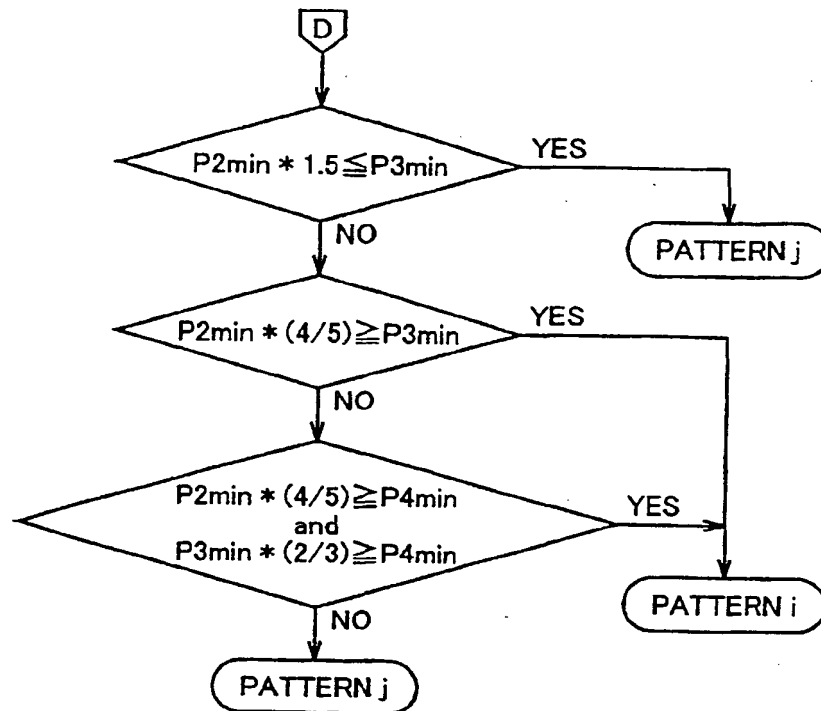 D
P2min * 1.5≦P3min
YES
NO
PATTERN j
P2min * (4/5)≧P3min
YES
NO
P2min * (4/5)≧P4min
and
P3min * (2/3)≧P4min
YES
PATTERN i
NO
PATTERN j